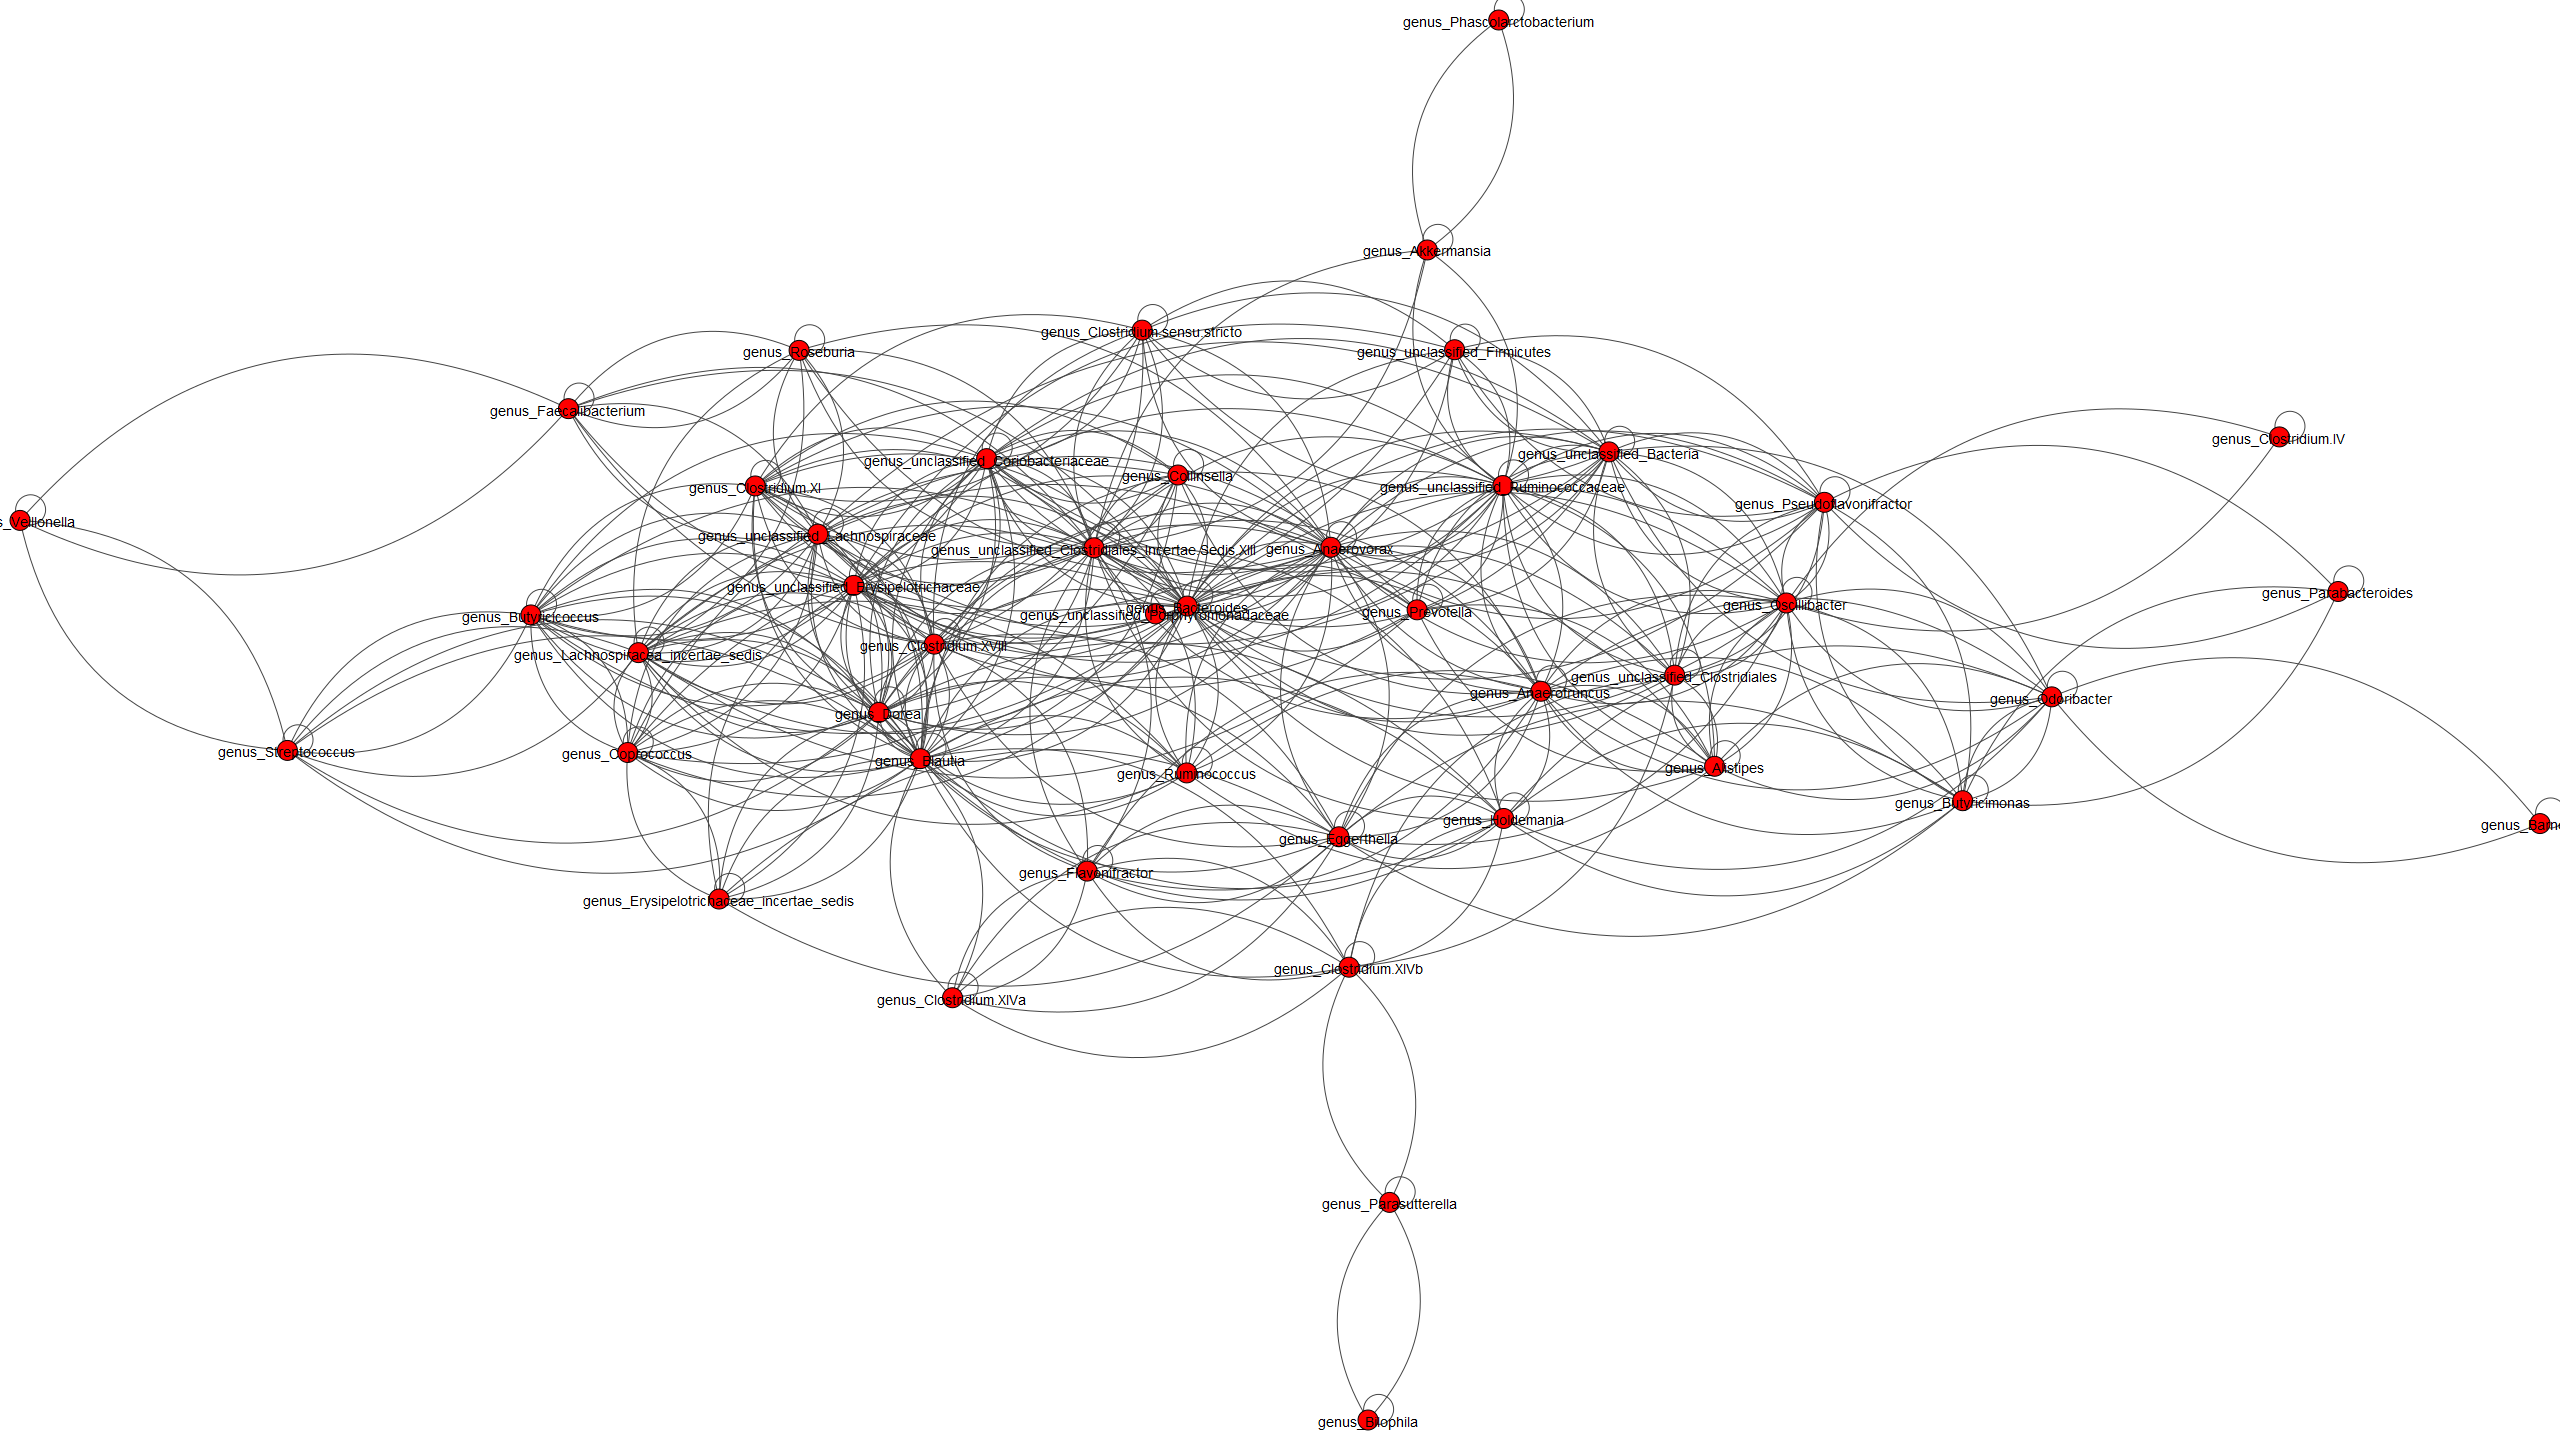 genus_Phascolarctobacterium
genus_Akkermansia
genus_Clostridium.sensu.stricto
genus_Roseburia
genus_unclassified_Firmicutes
genus_Faecalibacterium
genus_Clostridium.IV
genus_unclassified_Bacteria
genus_unclassified_Coriobacteriaceae
genus_Collinsella
genus_Clostridium.XI
genus_unclassified_Ruminococcaceae
genus_Pseudoflavonifractor
s_Veillonella
genus_unclassified_Lachnospiraceae
genus_unclassified_Clostridiales_Incertae.Sedis.XIII
genus_Anaerovorax
genus_unclassified_Erysipelotrichaceae
genus_Parabacteroides
genus_Oscillibacter
genus_Bacteroides
genus_Prevotella
genus_unclassified_Porphyromonadaceae
genus_Butyricicoccus
genus_Clostridium.XVIII
genus_Lachnospiracea_incertae_sedis
genus_unclassified_Clostridiales
genus_Anaerotruncus
genus_Odoribacter
genus_Dorea
genus_Streptococcus
genus_Coprococcus
genus_Blautia
genus_Alistipes
genus_Ruminococcus
genus_Butyricimonas
genus_Holdemania
genus_Barn
genus_Eggerthella
genus_Flavonifractor
genus_Erysipelotrichaceae_incertae_sedis
genus_Clostridium.XIVb
genus_Clostridium.XIVa
genus_Parasutterella
genus_Bilophila